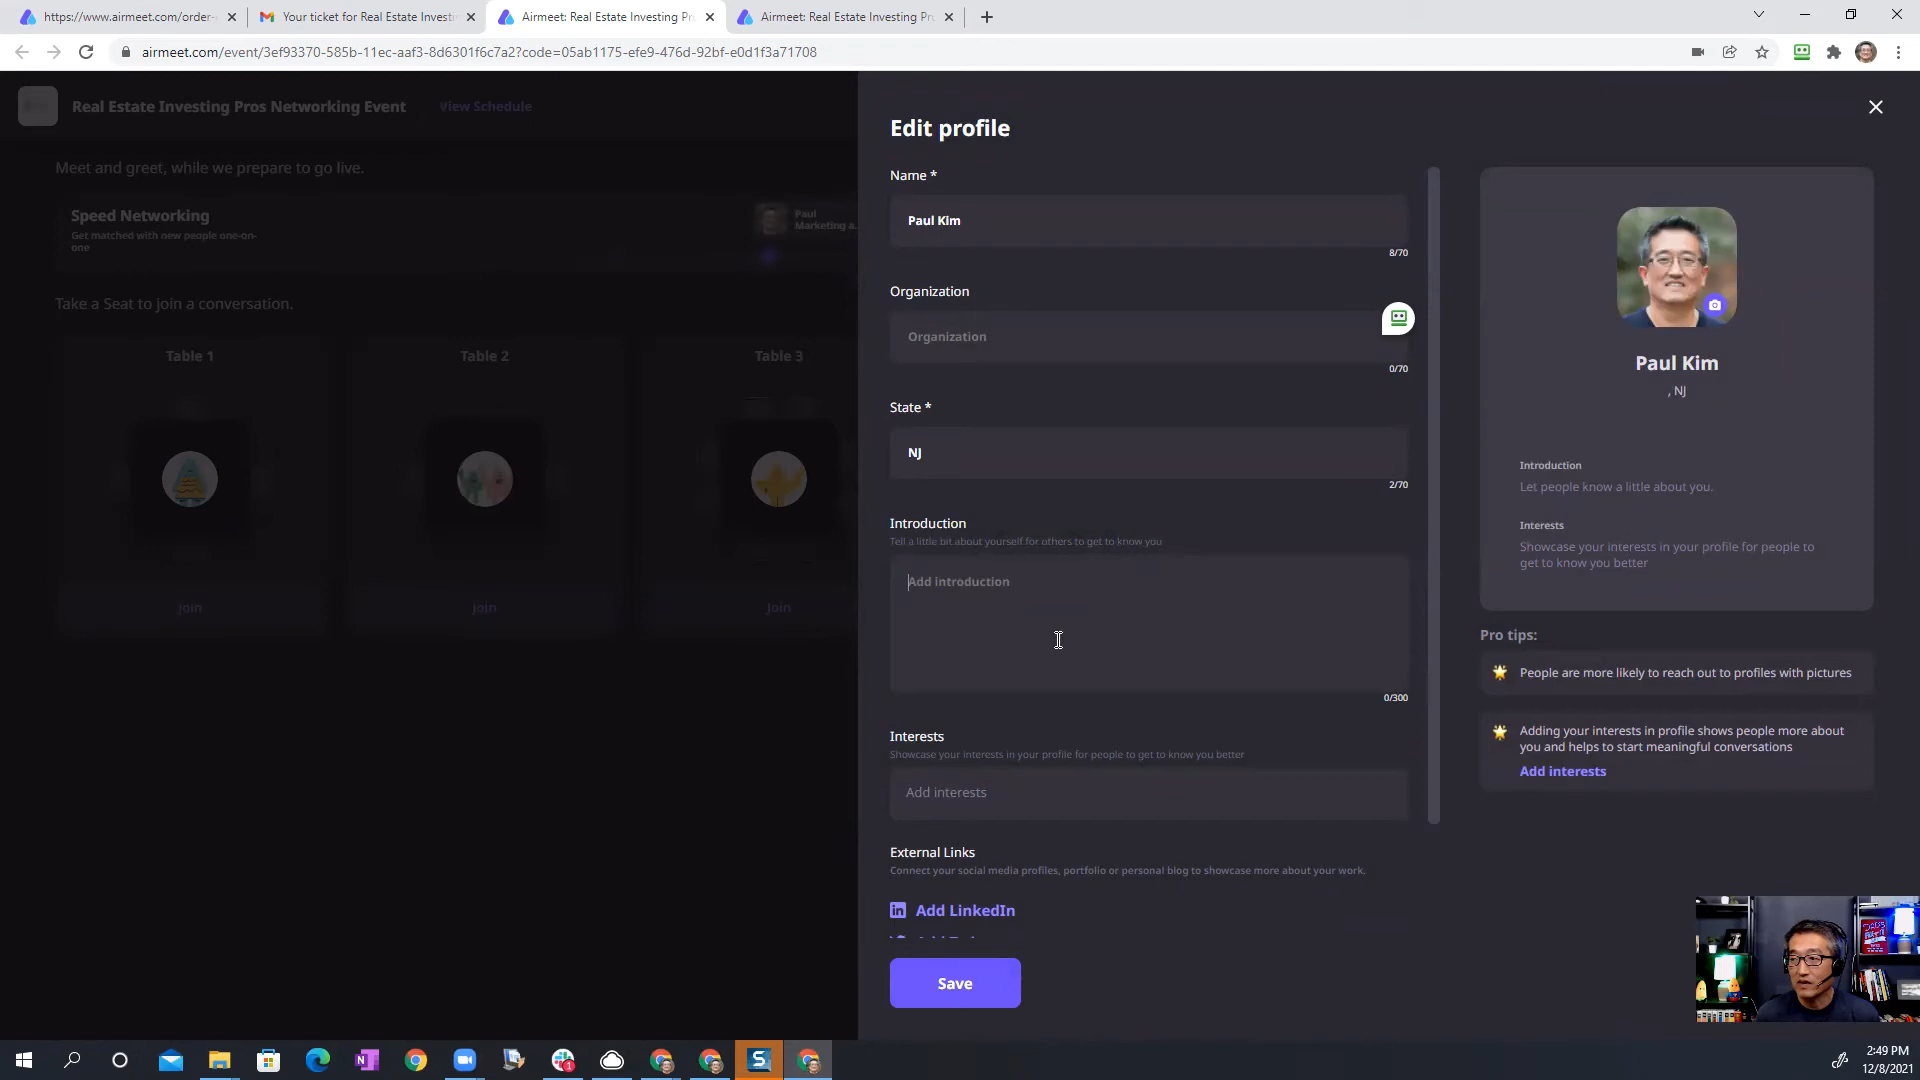 https://www.airmeet.com/order-
Your ticket for Real Estate Investi
Airmeet: Real Estate Investing Pr
Airmeet: Real Estate Investing Pr
airmeet.com/event/3ef93370-585b-11ec-aaf3-8d6301f6c7a2?code=05ab1175-efe9-476d-92bf-e0d1f3a71708
Real Estate Investing Pros Networking Event
View Schedule
Meet and greet, while we prepare to go live.
Speed Networking
Get matched with new people one-on-
one
Paul
Marketing a...
Take a Seat to join a conversation.
Table 1
Table 2
Table 3
Join
Join
Join
Edit profile
Name *
Paul Kim
8/70
Organization
Organization
0/70
State *
NJ
2/70
Introduction
Tell a little bit about yourself for others to get to know you
Add introduction
0/300
Interests
Showcase your interests in your profile for people to get to know you better
Add interests
External Links
Connect your social media profiles, portfolio or personal blog to showcase more about your work.
in Add LinkedIn
Save
Paul Kim
, NJ
Introduction
Let people know a little about you.
Interests
Showcase your interests in your profile for people to
get to know you better
Pro tips:
People are more likely to reach out to profiles with pictures
Adding your interests in profile shows people more about
you and helps to start meaningful conversations
Add interests
2:49 PM
12/8/2021